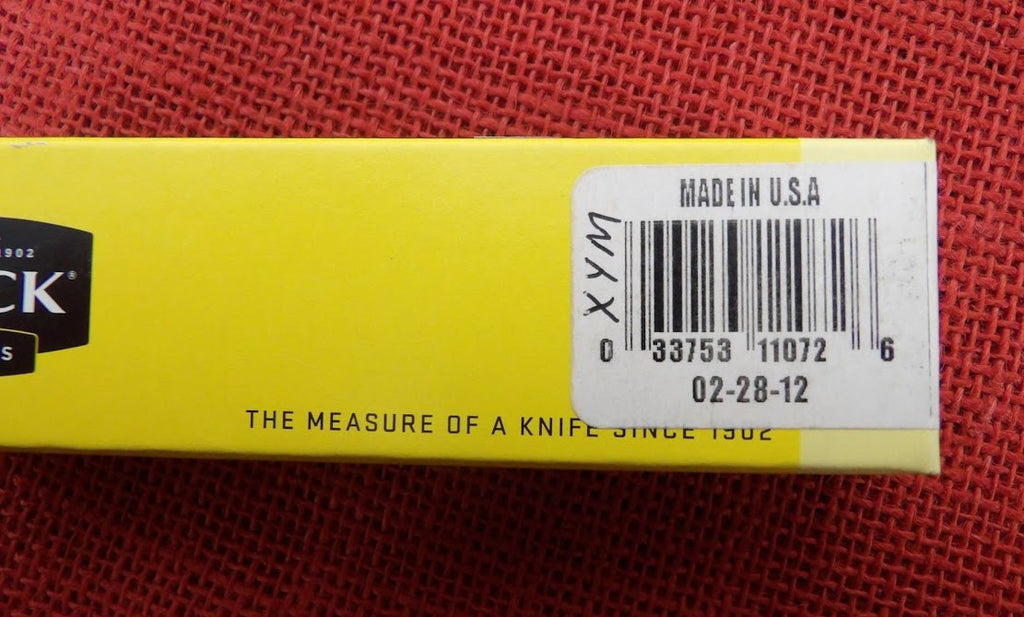 1902
CK®
S
MADE IN U.S.A
XYM
0 33753 11072 6
02-28-12
THE MEASURE OF A KNIFE SINCE 1902